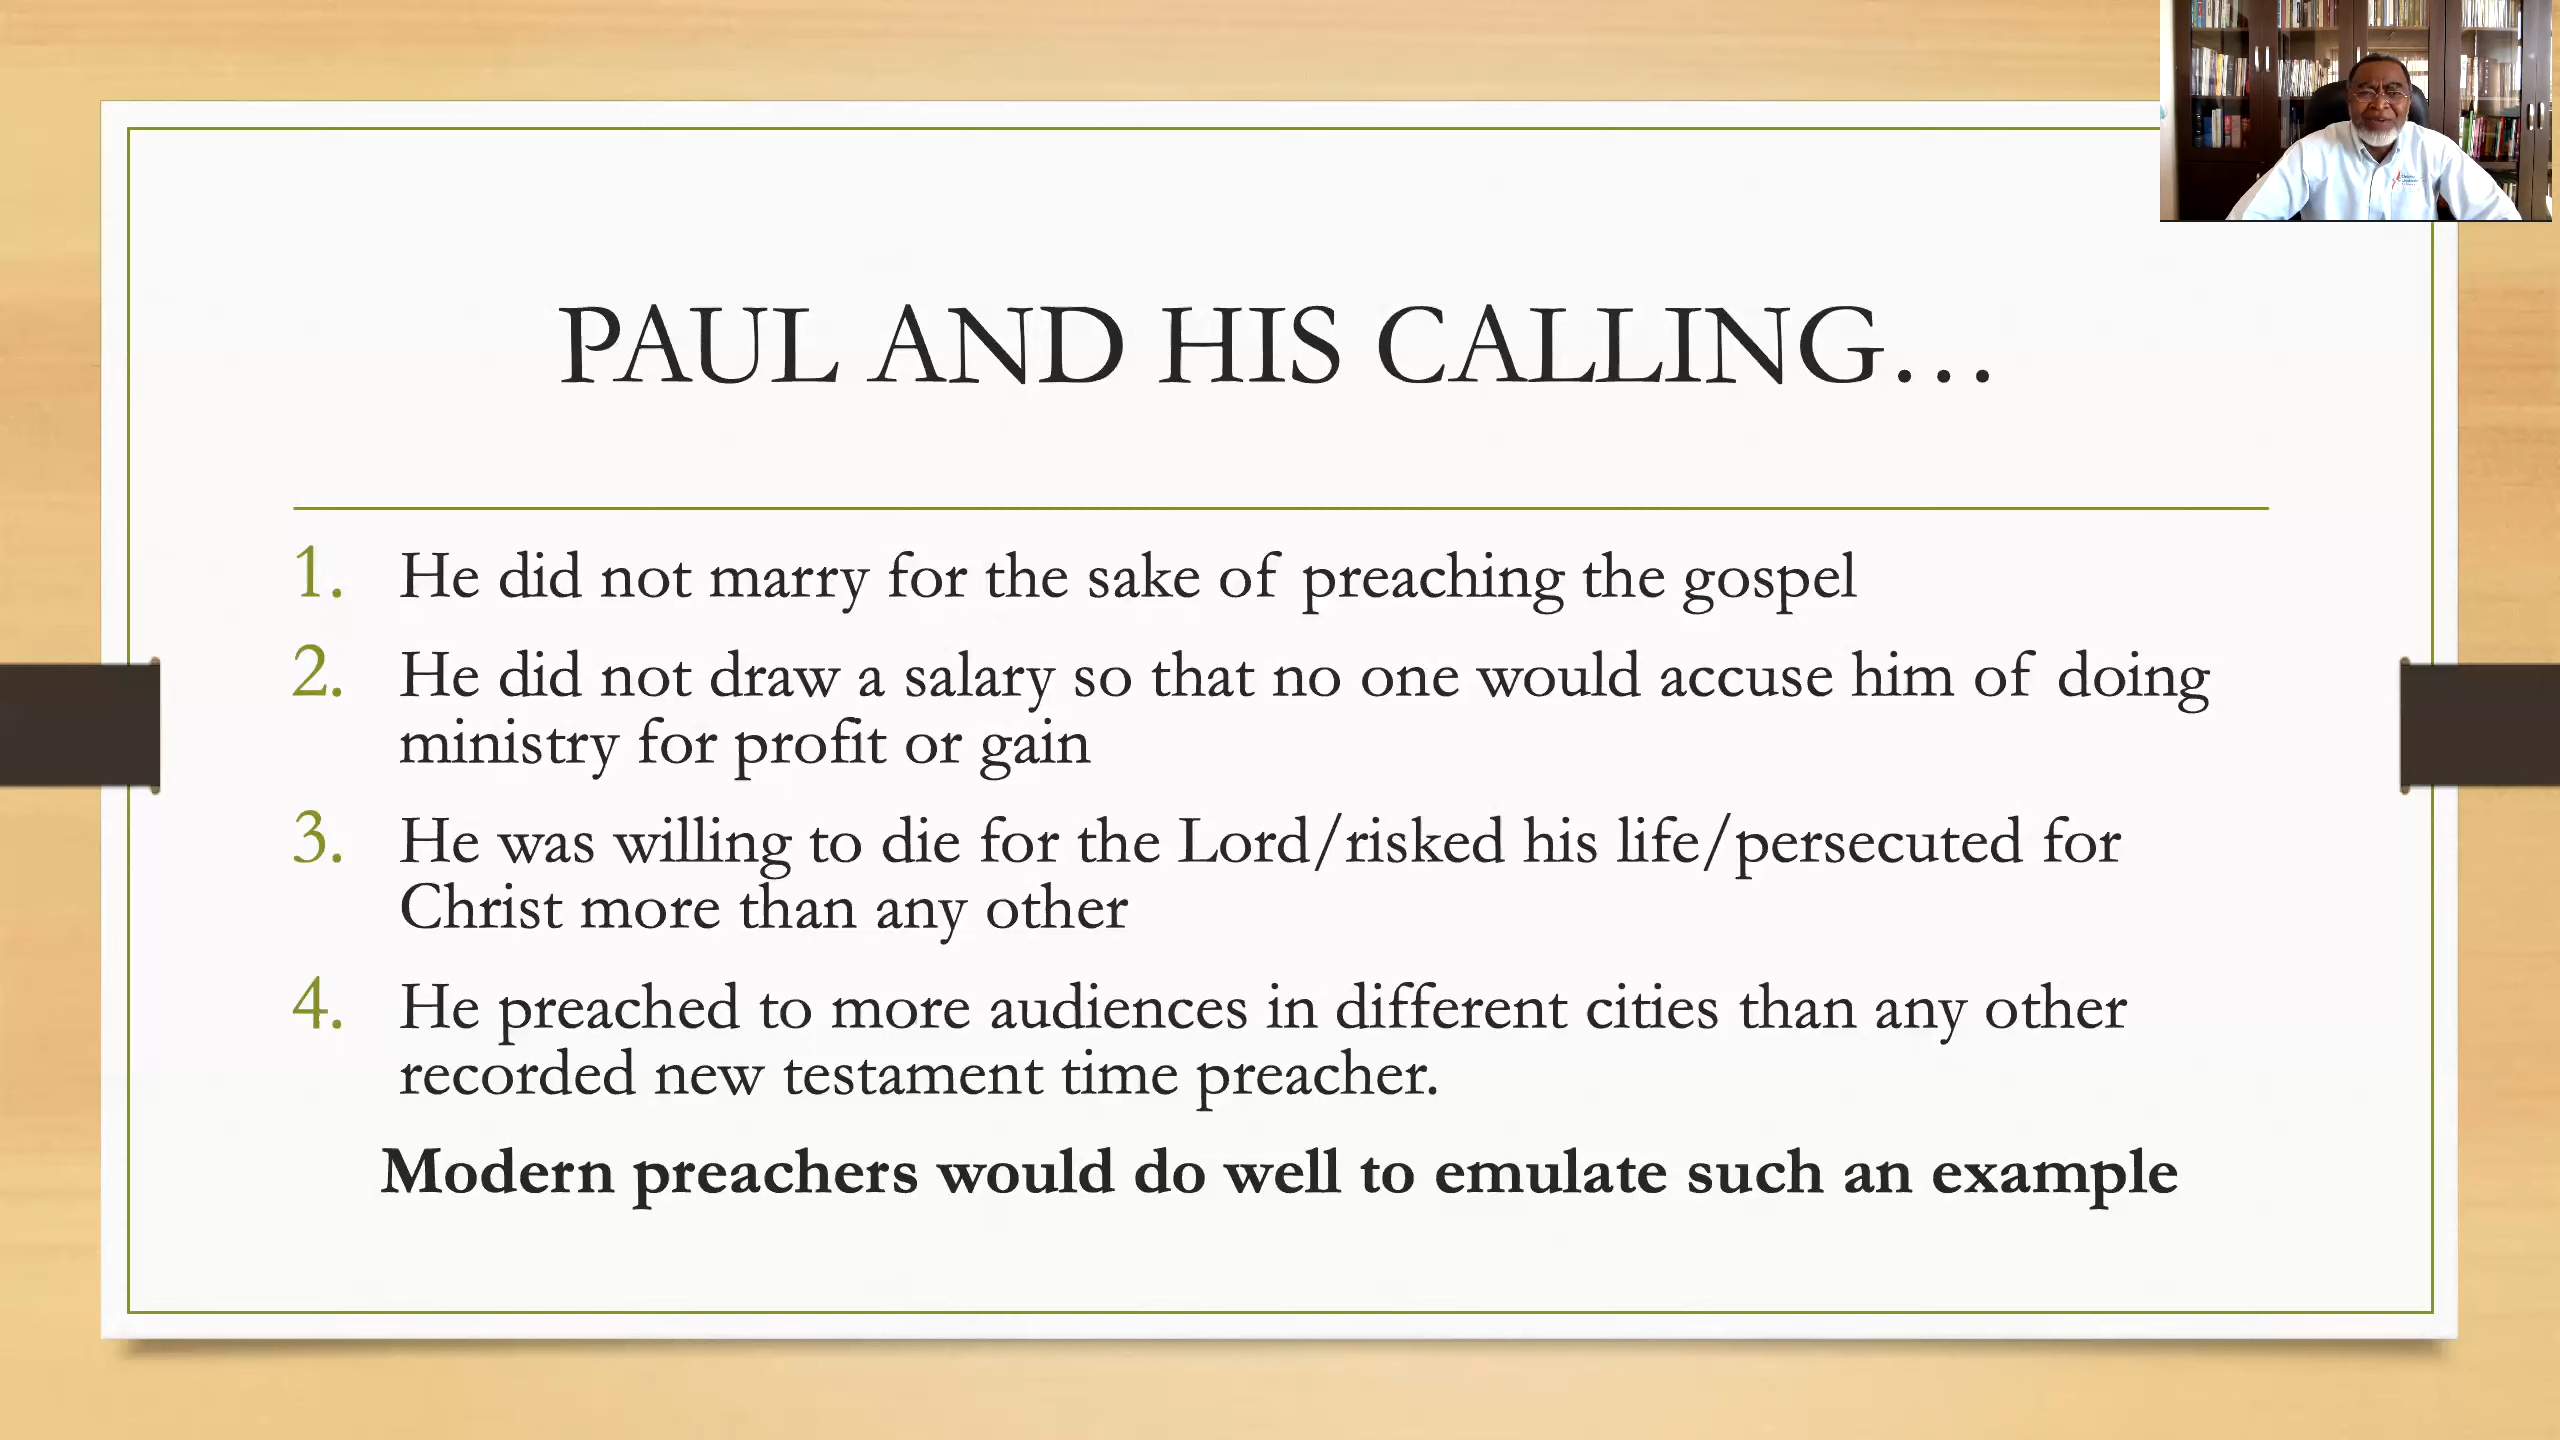 PAUL AND HIS CALLING…
1. He did not marry for the sake of preaching the gospel
2. He did not draw a salary so that no one would accuse him of doing
ministry for profit or gain
3. He was willing to die for the Lord/risked his life/persecuted for
Christ more than any other
4. He preached to more audiences in different cities than any other
recorded new testament time preacher.
Modern preachers would do well to emulate such an example